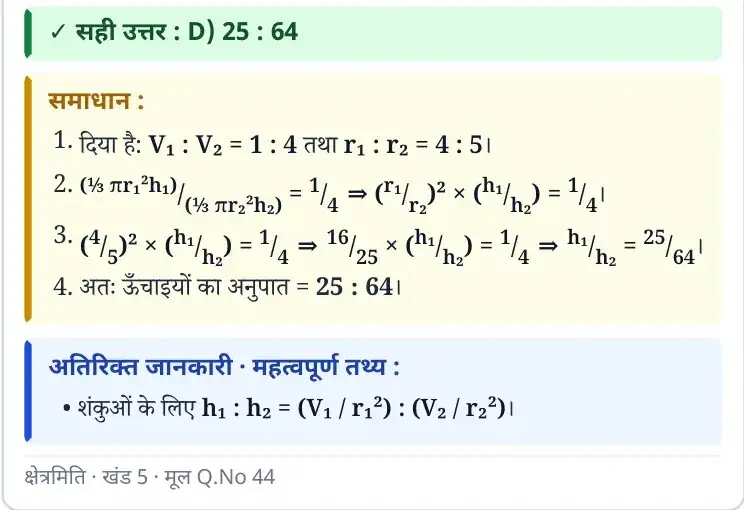 ✓ सही उत्तर : D) 25 : 64
समाधान :
1. दिया है: V₁ : V₂ = 1 : 4 तथा r₁ : r₂ = 4 : 5।
2. (⅓ πr₁²h₁)/(⅓ πr₂²h₂) = 1/4 ⇒ (r₁/r₂)² × (h₁/h₂) = 1/4।
3. (4/5)² × (h₁/h₂) = 1/4 ⇒ 16/25 × (h₁/h₂) = 1/4 ⇒ h₁/h₂ = 25/64।
4. अतः ऊँचाइयों का अनुपात = 25 : 64।
अतिरिक्त जानकारी · महत्वपूर्ण तथ्य :
• शंकुओं के लिए h₁ : h₂ = (V₁ / r₁²) : (V₂ / r₂²)।
क्षेत्रमिति · खंड 5 · मूल Q.No 44